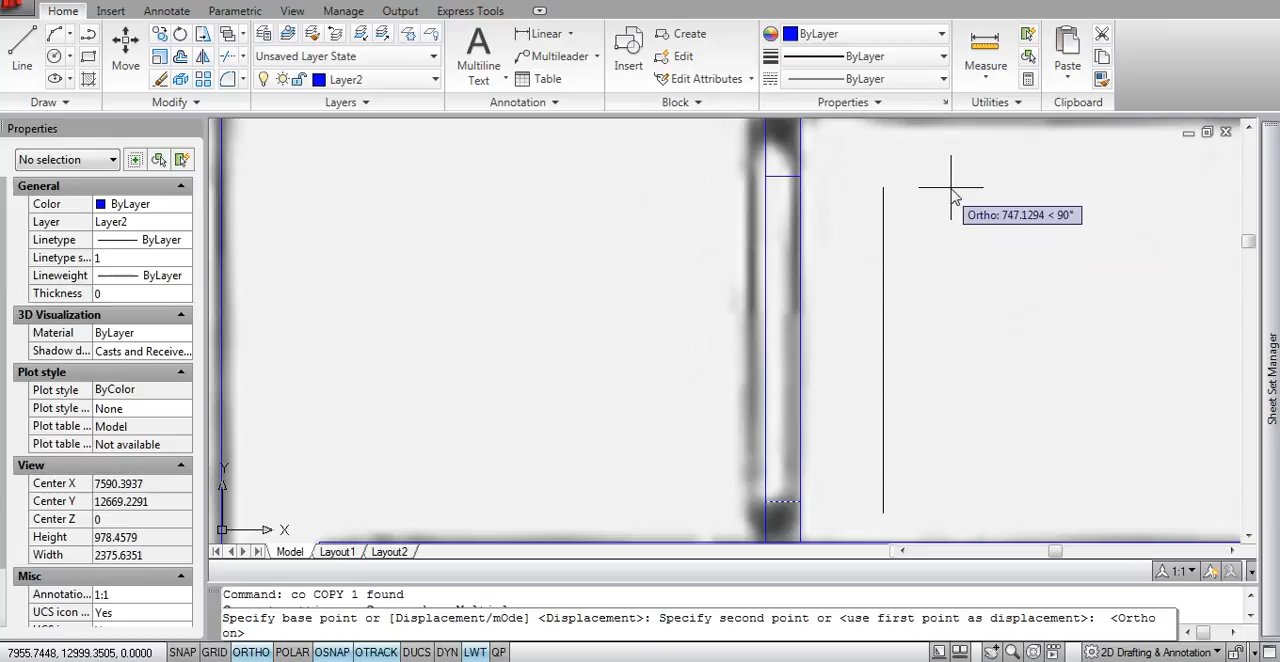 Home Insert Annotate Parametric View Manage Output Express Tools
Line
Move
Unsaved Layer State
Layer2
Multiline
Text
Linear
Multileader
Table
Insert
Create
Edit
Edit Attributes
ByLayer
ByLayer
ByLayer
Measure
Paste
Draw Modify Layers Annotation Block Properties Utilities Clipboard
Properties
No selection
General
Color ByLayer
Layer Layer2
Linetype ByLayer
Linetype s... 1
Lineweight ByLayer
Thickness 0
3D Visualization
Material ByLayer
Shadow d... Casts and Receive...
Plot style
Plot style ByColor
Plot style ... None
Plot table ... Model
Plot table ... Not available
View
Center X 7590.3937
Center Y 12669.2291
Center Z 0
Height 978.4579
Width 2375.6351
Misc
Annotatio... 1:1
UCS icon ... Yes
Ortho: 747.1294 < 90°
Y
X
Model Layout1 Layout2
1:1
Command: co COPY 1 found
Specify base point or [Displacement/mOde] <Displacement>: Specify second point or <use first point as displacement>: <Ortho
on>
Sheet Set Manager
7955.7448, 12999.3505, 0.0000 SNAP GRID ORTHO POLAR OSNAP OTRACK DUCS DYN LWT QP 2D Drafting & Annotation